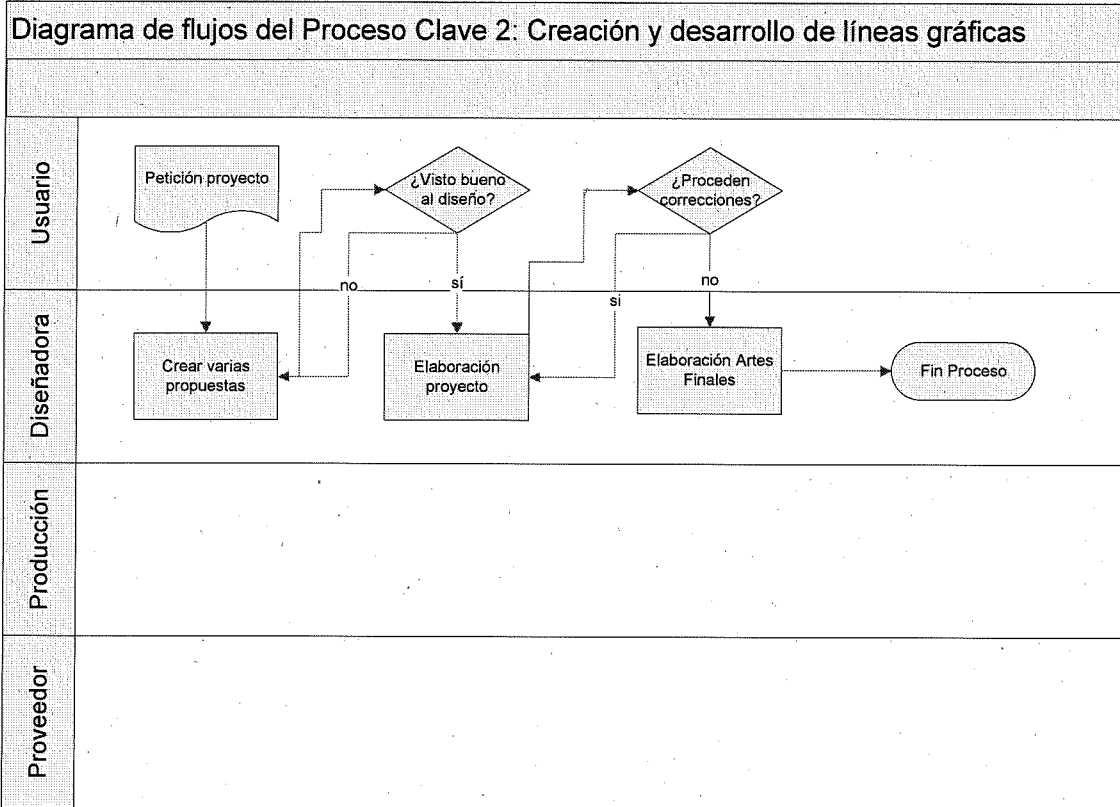 Diagrama de flujos del Proceso Clave 2: Creación y desarrollo de líneas gráficas
Usuario
Petición proyecto
¿Visto bueno
al diseño?
¿Proceden
correcciones?
no
sí
si
no
Diseñadora
Crear varias
propuestas
Elaboración
proyecto
Elaboración Artes
Finales
Fin Proceso
Producción
Proveedor